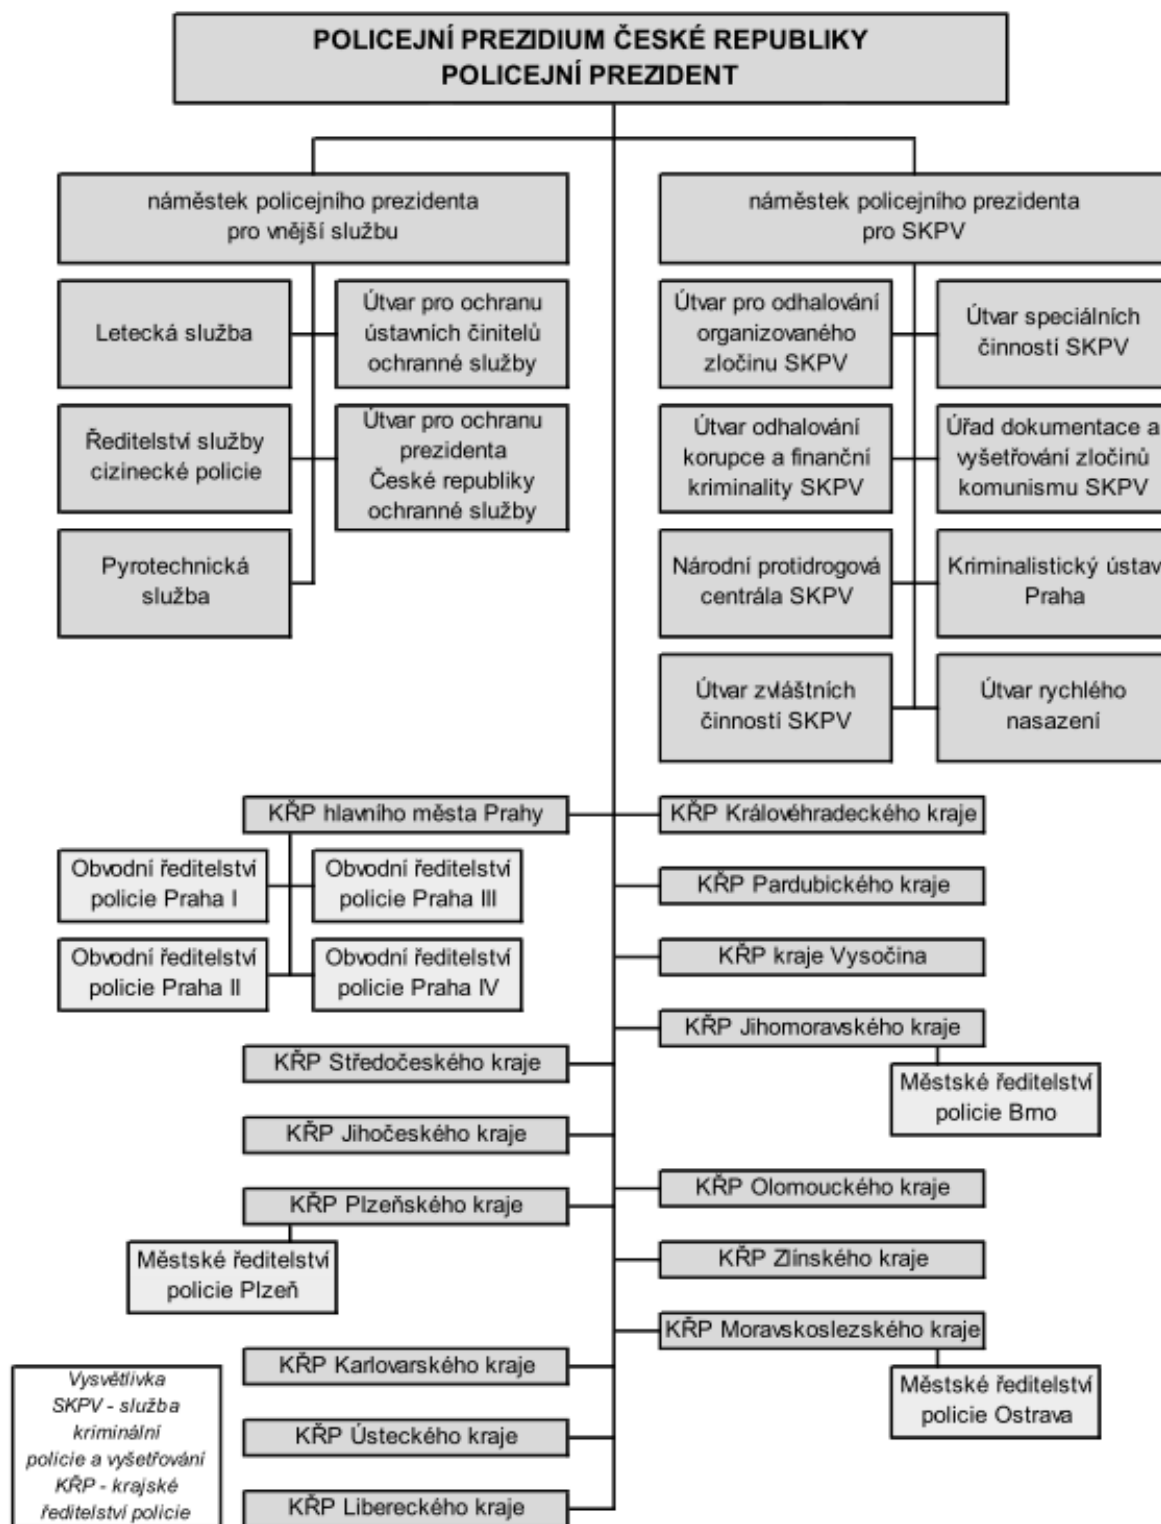 POLICEJNÍ PREZIDIUM ČESKÉ REPUBLIKY
POLICEJNÍ PREZIDENT
náměstek policejního prezidenta
pro vnější službu
Letecká služba
Útvar pro ochranu
ústavních činitelů
ochranné služby
Ředitelství služby
cizinecké policie
Útvar pro ochranu
prezidenta
České republiky
ochranné služby
Pyrotechnická
služba
náměstek policejního prezidenta
pro SKPV
Útvar pro odhalování
organizovaného
zločinu SKPV
Útvar speciálních
činností SKPV
Útvar odhalování
korupce a finanční
kriminality SKPV
Úřad dokumentace a
vyšetřování zločinů
komunismu SKPV
Národní protidrogová
centrála SKPV
Kriminalistický ústav
Praha
Útvar zvláštních
činností SKPV
Útvar rychlého
nasazení
KŘP hlavního města Prahy
Obvodní ředitelství
policie Praha I
Obvodní ředitelství
policie Praha III
Obvodní ředitelství
policie Praha II
Obvodní ředitelství
policie Praha IV
KŘP Středočeského kraje
KŘP Jihočeského kraje
KŘP Plzeňského kraje
Městské ředitelství
policie Plzeň
KŘP Karlovarského kraje
KŘP Ústeckého kraje
KŘP Libereckého kraje
KŘP Královéhradeckého kraje
KŘP Pardubického kraje
KŘP kraje Vysočina
KŘP Jihomoravského kraje
Městské ředitelství
policie Brno
KŘP Olomouckého kraje
KŘP Zlínského kraje
KŘP Moravskoslezského kraje
Městské ředitelství
policie Ostrava
Vysvětlivka
SKPV - služba
kriminální
policie a vyšetřování
KŘP - krajské
ředitelství policie